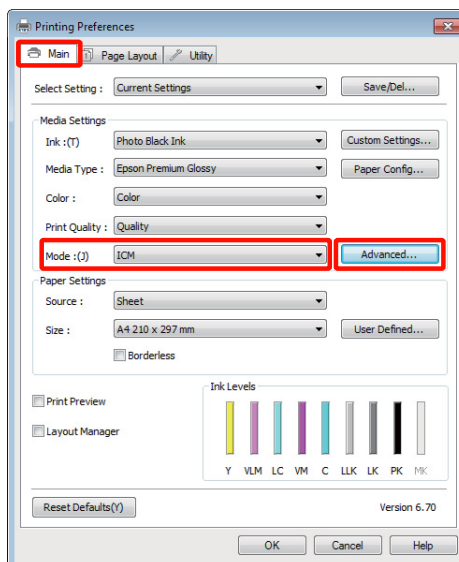 Printing Preferences
Main Page Layout Utility
Select Setting : Current Settings Save/Del...
Media Settings
Ink :(T) Photo Black Ink Custom Settings...
Media Type : Epson Premium Glossy Paper Config...
Color : Color
Print Quality : Quality
Mode :(J) ICM Advanced...
Paper Settings
Source : Sheet
Size : A4 210 x 297 mm User Defined...
Borderless
Ink Levels
Print Preview
Layout Manager
Y VLM LC VM C LLK LK PK MK
Reset Defaults(Y) Version 6.70
OK Cancel Help